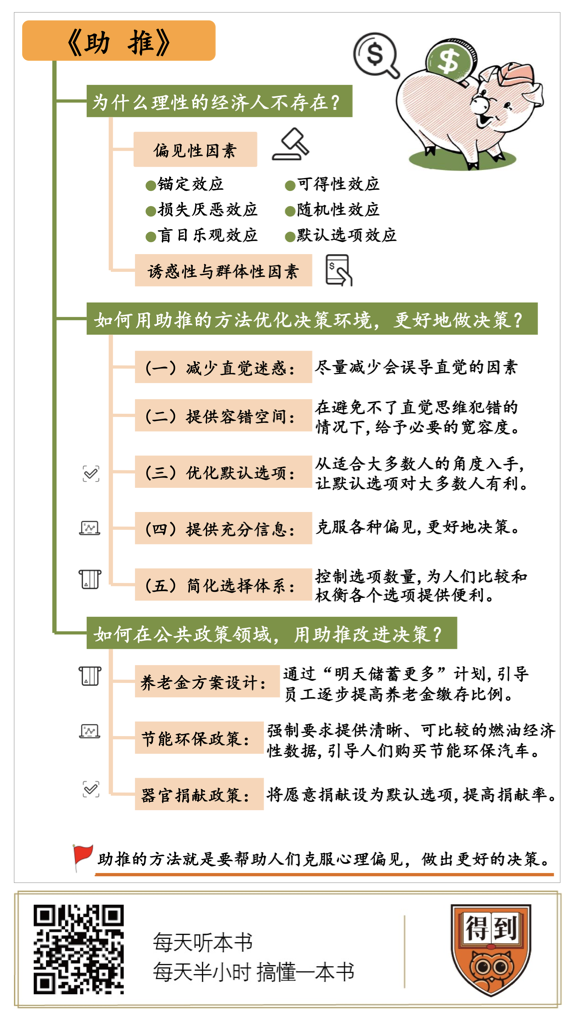 《助 推》
$
$
为什么理性的经济人不存在？
偏见性因素
●锚定效应 ●可得性效应
●损失厌恶效应 ●随机性效应
●盲目乐观效应 ●默认选项效应
诱惑性与群体性因素
$
如何用助推的方法优化决策环境，更好地做决策？
（一）减少直觉迷惑： 尽量减少会误导直觉的因素
（二）提供容错空间： 在避免不了直觉思维犯错的
情况下，给予必要的宽容度。
（三）优化默认选项： 从适合大多数人的角度入手，
让默认选项对大多数人有利。
（四）提供充分信息： 克服各种偏见，更好地决策。
（五）简化选择体系： 控制选项数量，为人们比较和
权衡各个选项提供便利。
如何在公共政策领域，用助推改进决策？
养老金方案设计： 通过“明天储蓄更多”计划，引导
员工逐步提高养老金缴存比例。
节能环保政策： 强制要求提供清晰、可比较的燃油经济
性数据，引导人们购买节能环保汽车。
器官捐献政策： 将愿意捐献设为默认选项，提高捐献率。
助推的方法就是要帮助人们克服心理偏见，做出更好的决策。
每天听本书
每天半小时 搞懂一本书
得到